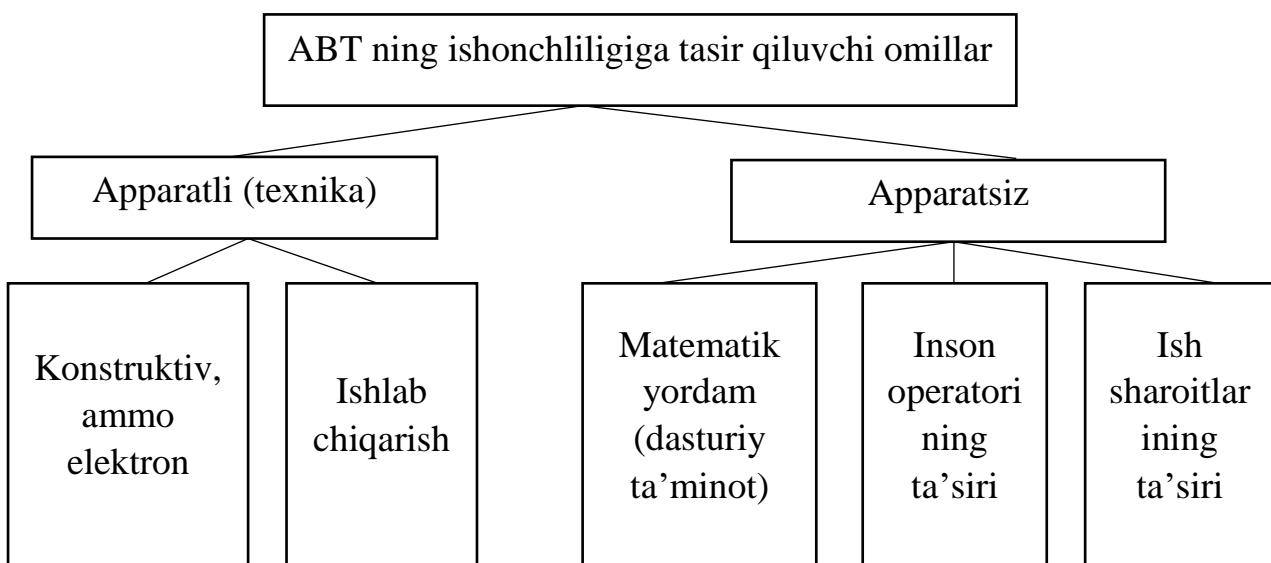 ABT ning ishonchliligiga tasir qiluvchi omillar
Apparatli (texnika)
Apparatsiz
Konstruktiv,
ammo
elektron
Ishlab
chiqarish
Matematik
yordam
(dasturiy
ta’minot)
Inson
operatori
ning
ta’siri
Ish
sharoitlar
ining
ta’siri